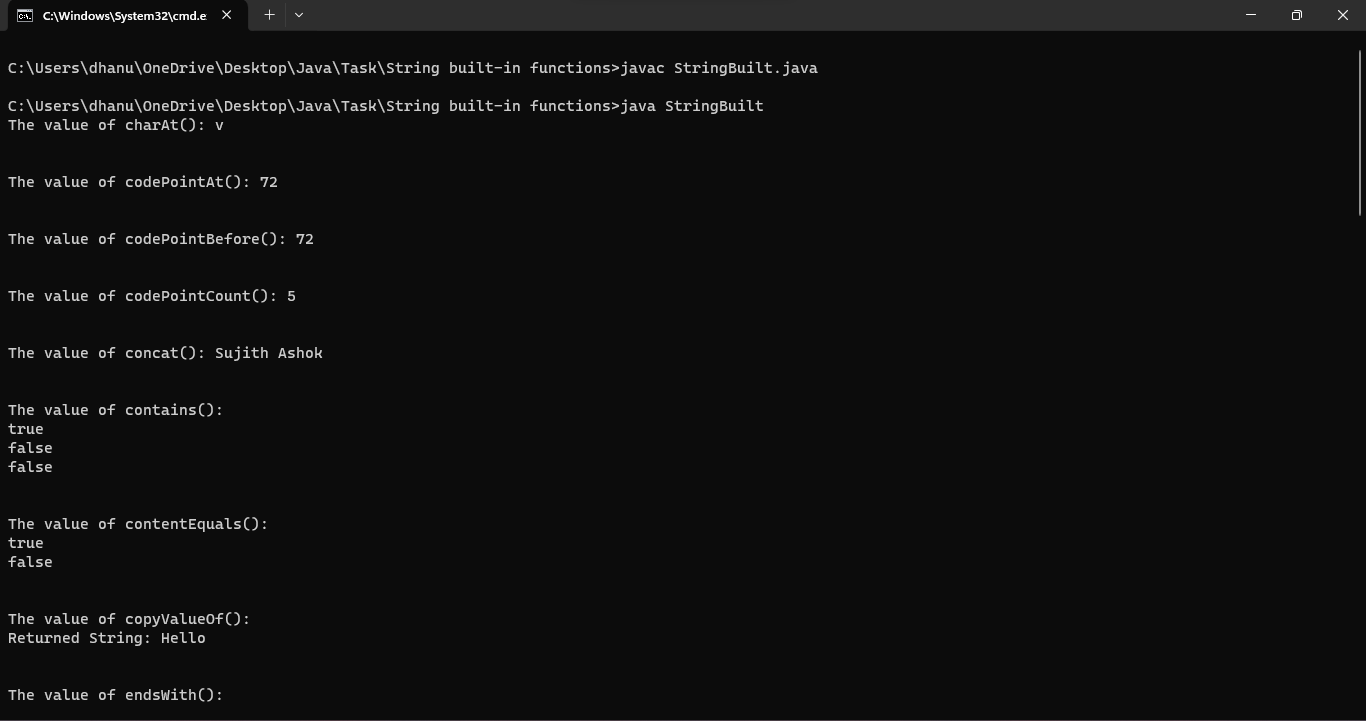 C:\Windows\System32\cmd.e
C:\Users\dhanu\OneDrive\Desktop\Java\Task\String built-in functions>javac StringBuilt.java
C:\Users\dhanu\OneDrive\Desktop\Java\Task\String built-in functions>java StringBuilt
The value of charAt(): v
The value of codePointAt(): 72
The value of codePointBefore(): 72
The value of codePointCount(): 5
The value of concat(): Sujith Ashok
The value of contains():
true
false
false
The value of contentEquals():
true
false
The value of copyValueOf():
Returned String: Hello
The value of endsWith():